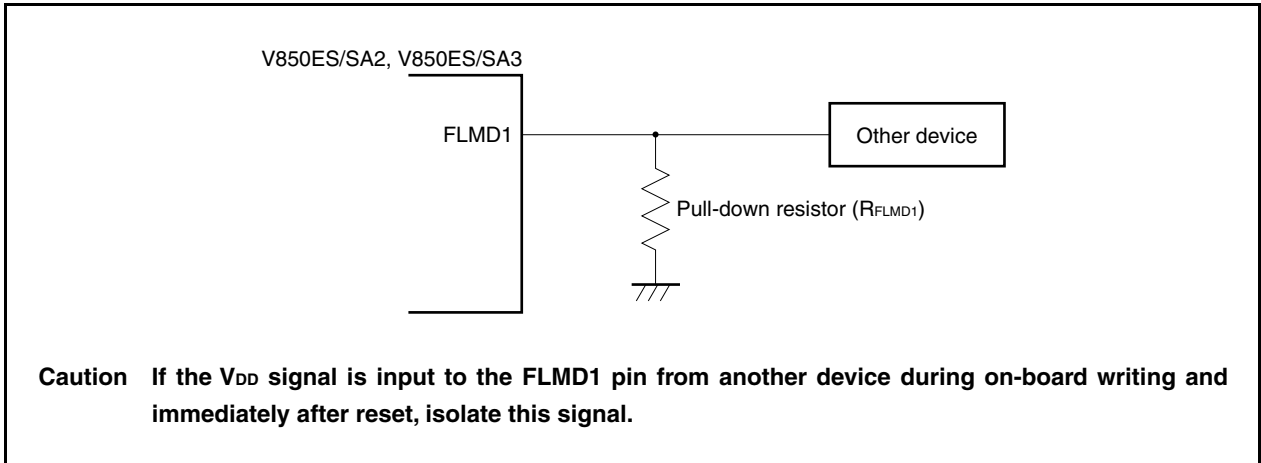 V850ES/SA2, V850ES/SA3
FLMD1
Other device
Pull-down resistor (RFLMD1)
Caution If the VDD signal is input to the FLMD1 pin from another device during on-board writing and
immediately after reset, isolate this signal.